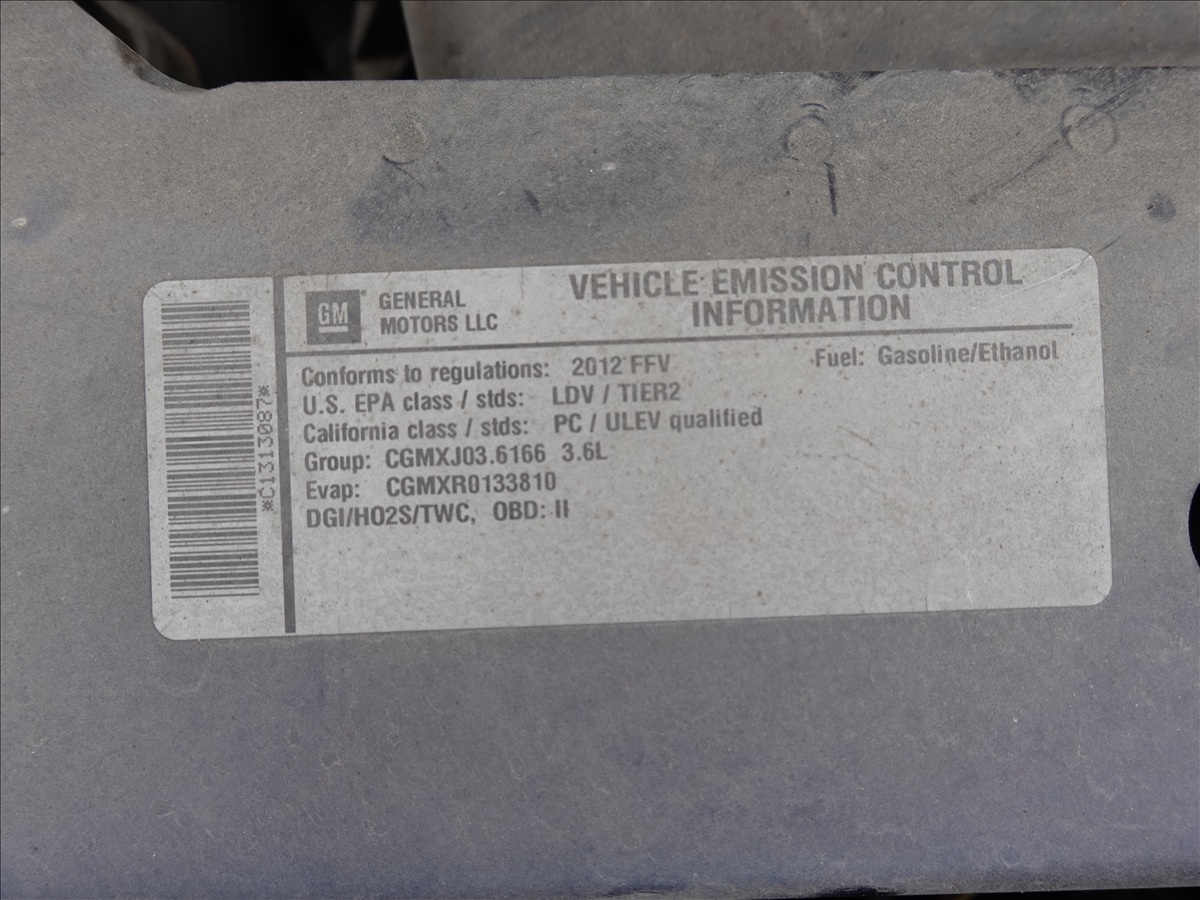 *C1313087*
GM GENERAL
MOTORS LLC
VEHICLE EMISSION CONTROL
INFORMATION
Conforms to regulations: 2012 FFV Fuel: Gasoline/Ethanol
U.S. EPA class / stds: LDV / TIER2
California class / stds: PC / ULEV qualified
Group: CGMXJ03.6166 3.6L
Evap: CGMXR0133810
DGI/HO2S/TWC, OBD: II